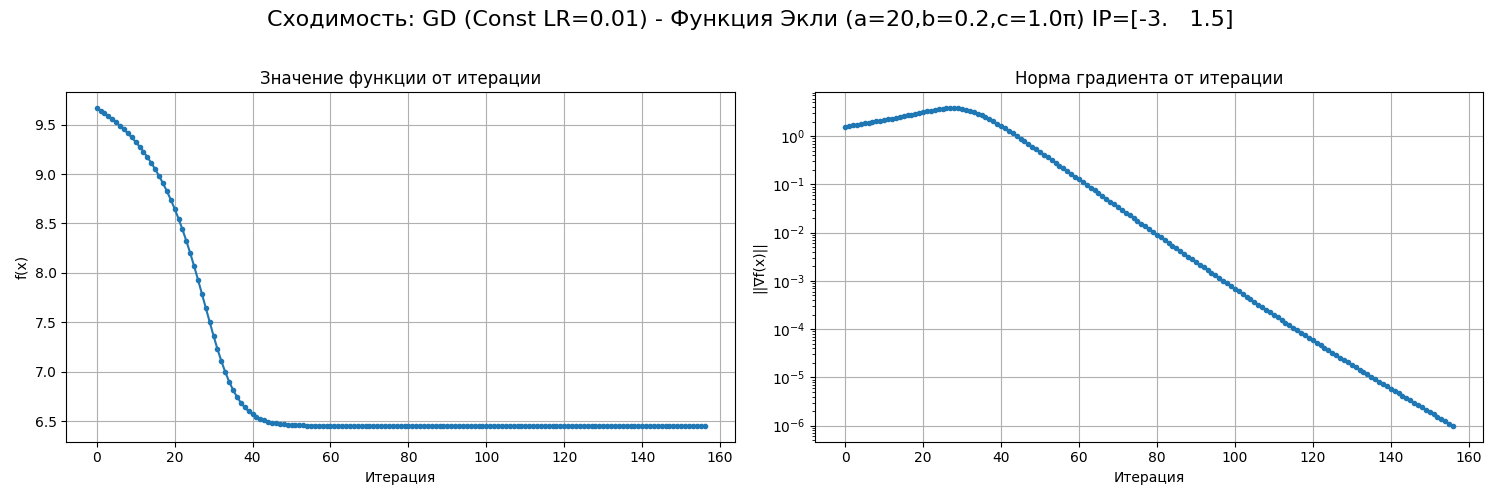 Сходимость: GD (Const LR=0.01) - Функция Экли (a=20,b=0.2,c=1.0π) IP=[-3.   1.5]
Значение функции от итерации
9.5
9.0
8.5
8.0
7.5
7.0
6.5
f(x)
0 20 40 60 80 100 120 140 160
Итерация
Норма градиента от итерации
10⁰
10⁻¹
10⁻²
10⁻³
10⁻⁴
10⁻⁵
10⁻⁶
||∇f(x)||
0 20 40 60 80 100 120 140 160
Итерация